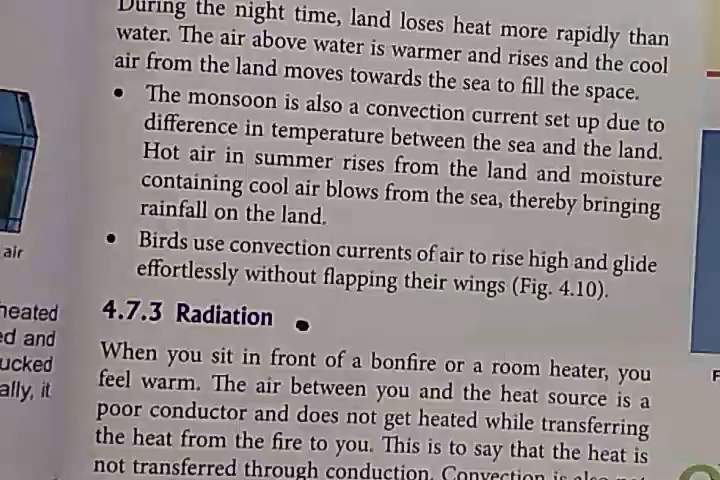 During the night time, land loses heat more rapidly than
water. The air above water is warmer and rises and the cool
air from the land moves towards the sea to fill the space.
• The monsoon is also a convection current set up due to
difference in temperature between the sea and the land.
Hot air in summer rises from the land and moisture
containing cool air blows from the sea, thereby bringing
rainfall on the land.
• Birds use convection currents of air to rise high and glide
effortlessly without flapping their wings (Fig. 4.10).
4.7.3 Radiation
When you sit in front of a bonfire or a room heater, you
feel warm. The air between you and the heat source is a
poor conductor and does not get heated while transferring
the heat from the fire to you. This is to say that the heat is
not transferred through conduction. Convection is also
air
heated
and
ally, it